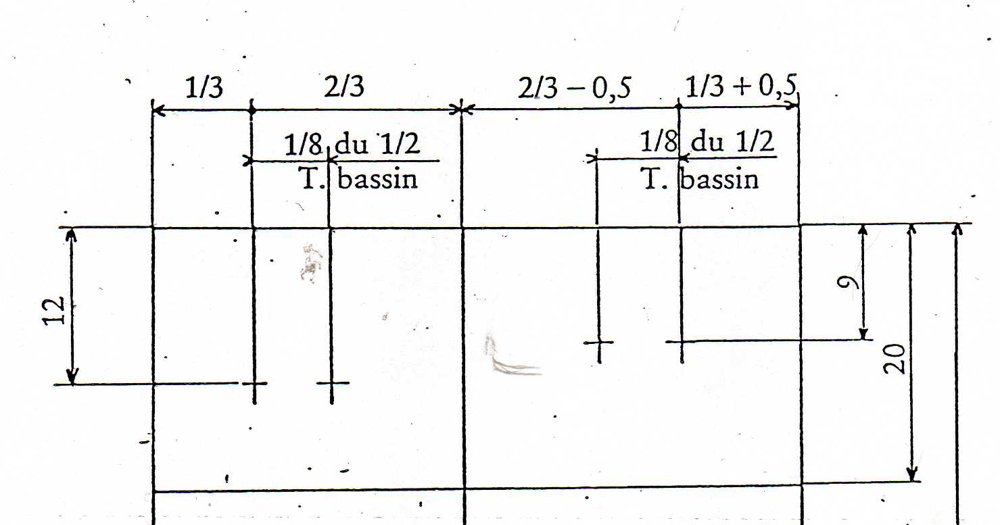 1/3
2/3
2/3 – 0,5
1/3 + 0,5
1/8 du 1/2
T. bassin
1/8 du 1/2
T. bassin
12
9
20